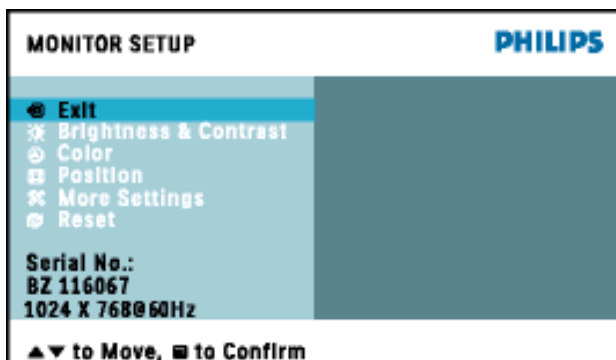 MONITOR SETUP
PHILIPS
Exit
Brightness & Contrast
Color
Position
More Settings
Reset
Serial No.:
BZ 116067
1024 X 768@60Hz
▲▼ to Move, ■ to Confirm